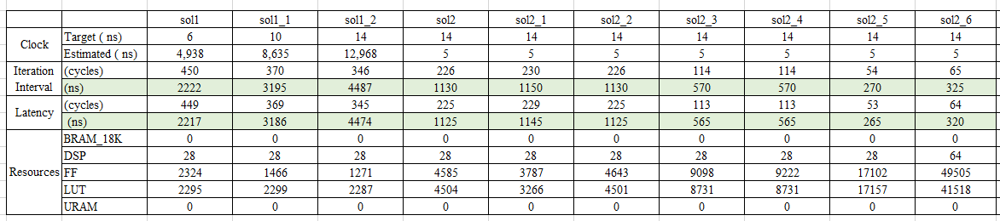 sol1 sol1_1 sol1_2 sol2 sol2_1 sol2_2 sol2_3 sol2_4 sol2_5 sol2_6
Clock Target ( ns) 6 10 14 14 14 14 14 14 14 14
Estimated ( ns) 4,938 8,635 12,968 5 5 5 5 5 5 5
Iteration Interval (cycles) 450 370 346 226 230 226 114 114 54 65
(ns) 2222 3195 4487 1130 1150 1130 570 570 270 325
Latency (cycles) 449 369 345 225 229 225 113 113 53 64
(ns) 2217 3186 4474 1125 1145 1125 565 565 265 320
Resources BRAM_18K 0 0 0 0 0 0 0 0 0 0
DSP 28 28 28 28 28 28 28 28 28 64
FF 2324 1466 1271 4585 3787 4643 9098 9222 17102 49505
LUT 2295 2299 2287 4504 3266 4501 8731 8731 17157 41518
URAM 0 0 0 0 0 0 0 0 0 0